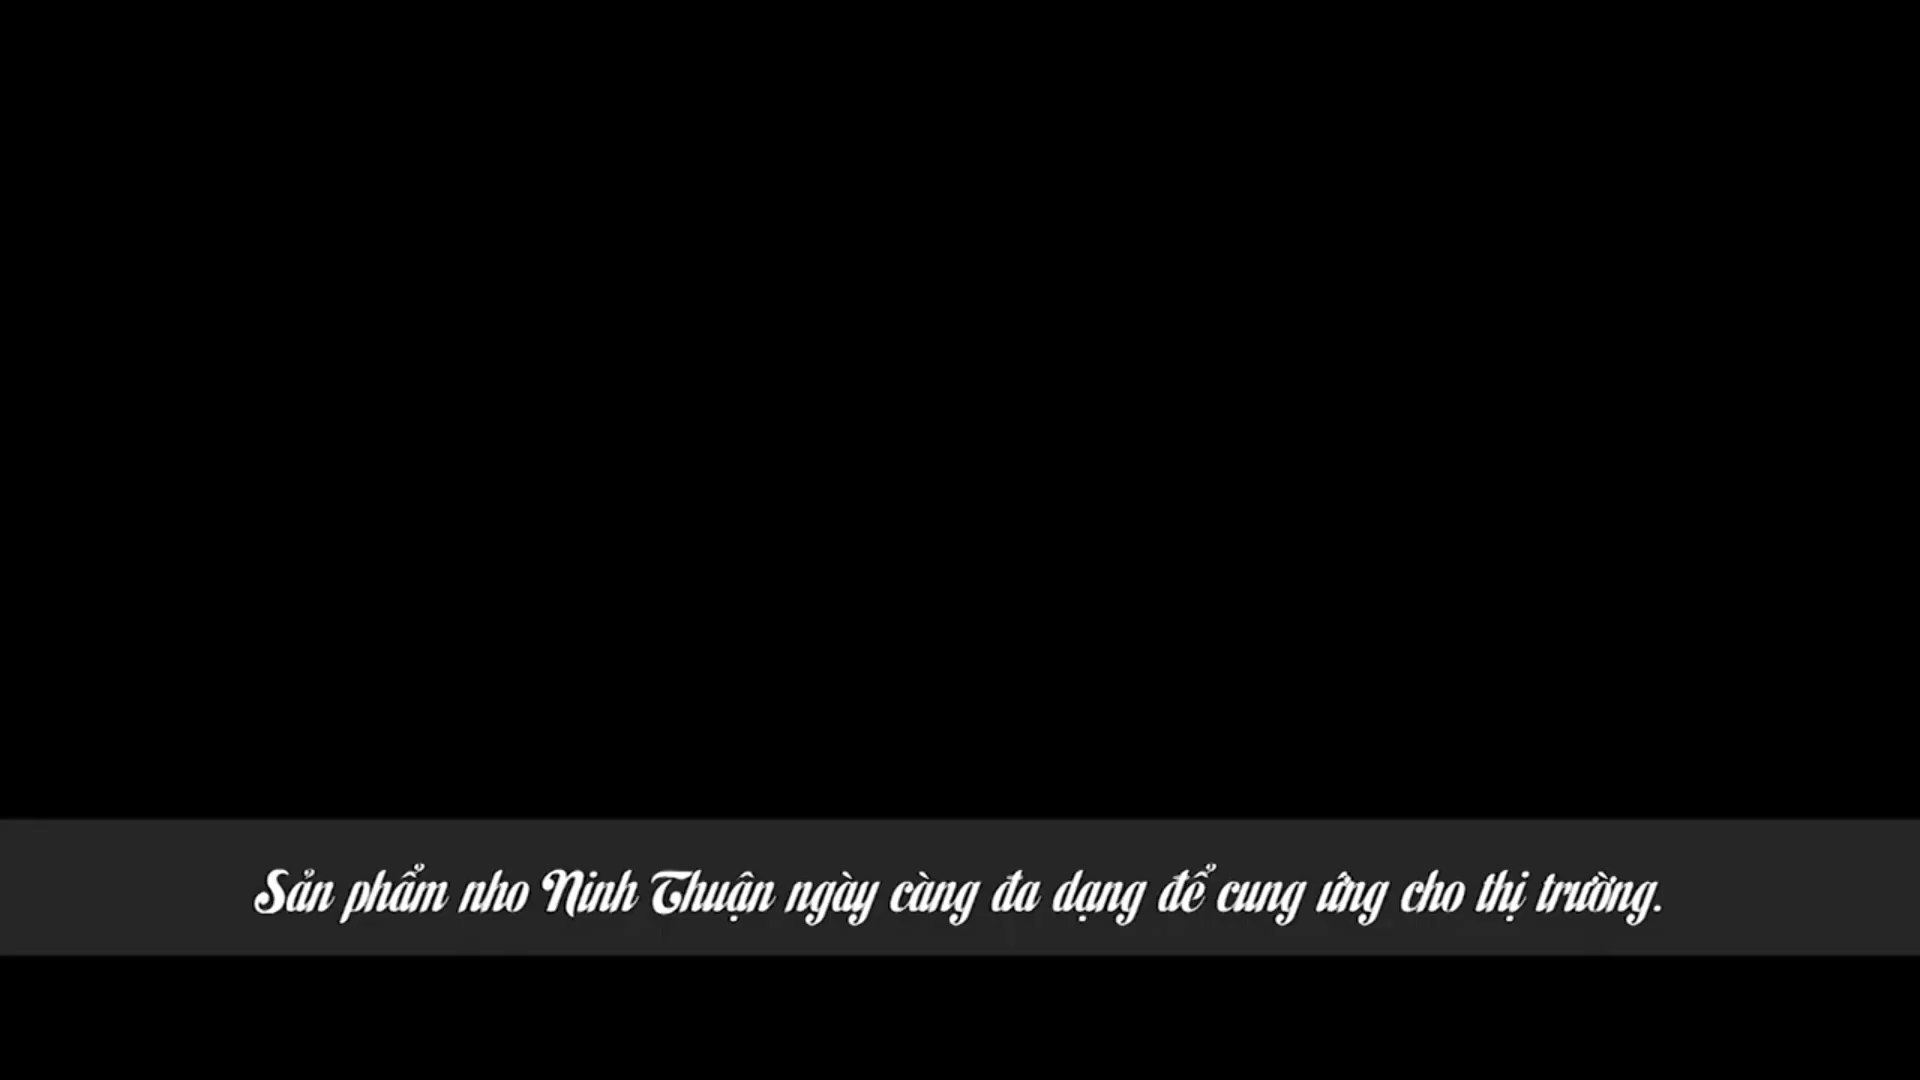 Sản phẩm nho Ninh Thuận ngày càng đa dạng để cung ứng cho thị trường.